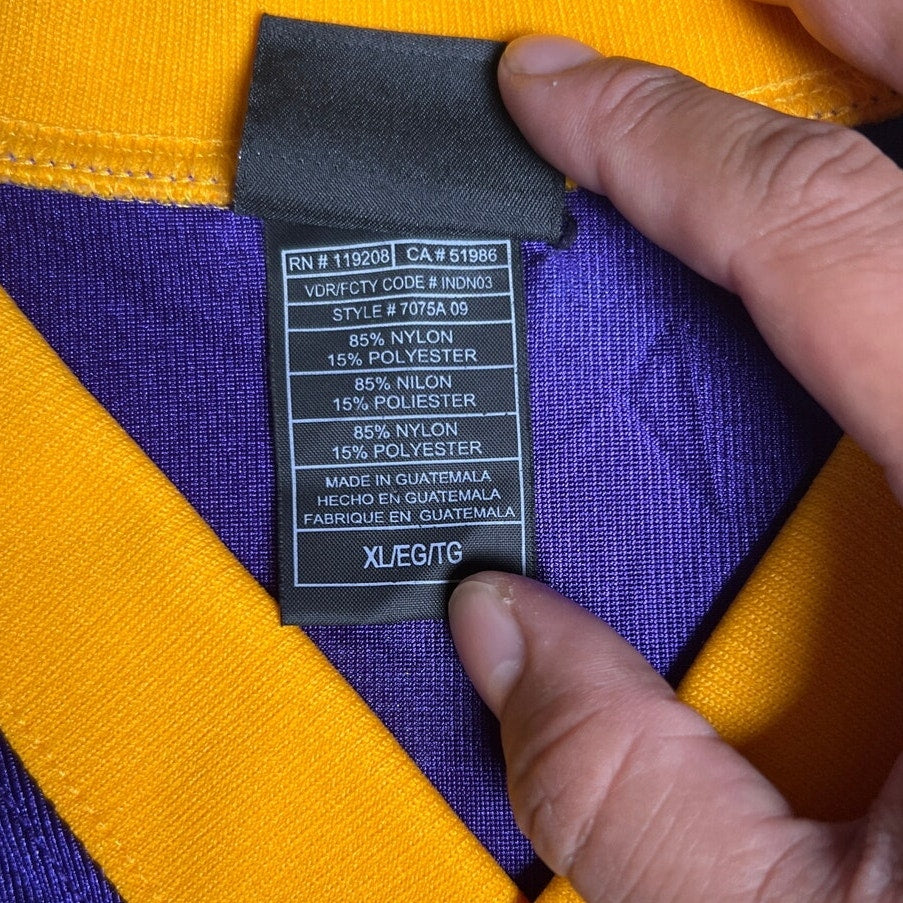 RN # 119208 CA # 51986
VDR/FCTY CODE # INDN03
STYLE # 7075A 09
85% NYLON
15% POLYESTER
85% NILON
15% POLIESTER
85% NYLON
15% POLYESTER
MADE IN GUATEMALA
HECHO EN GUATEMALA
FABRIQUE EN GUATEMALA
XL/EG/TG